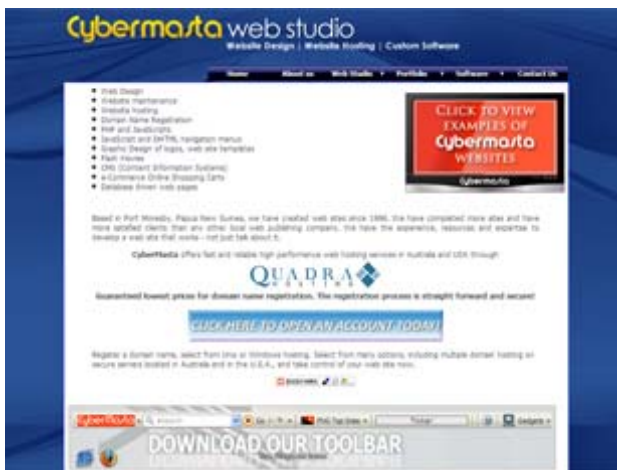 Cybermasta web studio
Website Design | Website Hosting | Custom Software
Home About us Web Studio Portfolio Software Contact Us
Web Design
Website maintenance
Website hosting
Domain Name Registration
PHP and JavaScripts
JavaScript and DHTML navigation menus
Graphic Design of logos, web site templates
Flash Movies
CMS (Content Information Systems)
e-Commerce Online Shopping Carts
Database driven web pages
CLICK TO VIEW
EXAMPLES OF
Cybermasta
WEBSITES
Cybermasta
Based in Port Moresby, Papua New Guinea, we have created web sites since 1996. We have completed more sites and have
more satisfied clients than any other local web publishing company. We have the experience, resources and expertise to
develop a web site that works - not just talk about it.
CyberMasta offers fast and reliable high performance web hosting services in Australia and USA through
QUADRA
HOSTING
Guaranteed lowest prices for domain name registration. The registration process is straight forward and secure!
CLICK HERE TO OPEN AN ACCOUNT TODAY!
Register a domain name, select from Unix or Windows hosting. Select from many options, including multiple domain hosting on
secure servers located in Australia and in the U.S.A., and take control of your web site now.
CyberMasta Go PNG Top Sites Gadgets
DOWNLOAD OUR TOOLBAR